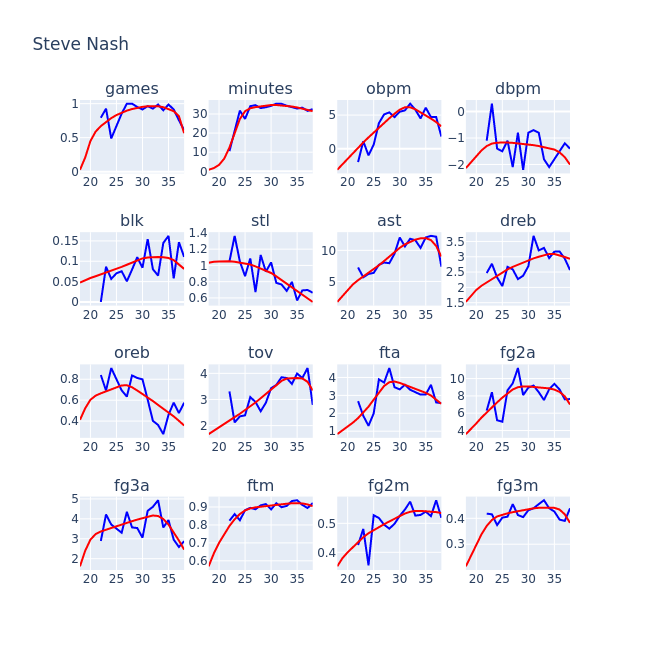 Steve Nash
games minutes obpm dbpm
1 0.5 0 20 25 30 35
30 20 10 0 20 25 30 35
5 0 20 25 30 35
0 −1 −2 20 25 30 35
blk stl ast dreb
0.15 0.1 0.05 0 20 25 30 35
1.4 1.2 1 0.8 0.6 20 25 30 35
10 5 20 25 30 35
3.5 3 2.5 2 1.5 20 25 30 35
oreb tov fta fg2a
0.8 0.6 0.4 20 25 30 35
4 3 2 20 25 30 35
4 3 2 1 20 25 30 35
10 8 6 4 20 25 30 35
fg3a ftm fg2m fg3m
5 4 3 2 20 25 30 35
0.9 0.8 0.7 0.6 20 25 30 35
0.5 0.4 20 25 30 35
0.4 0.3 20 25 30 35